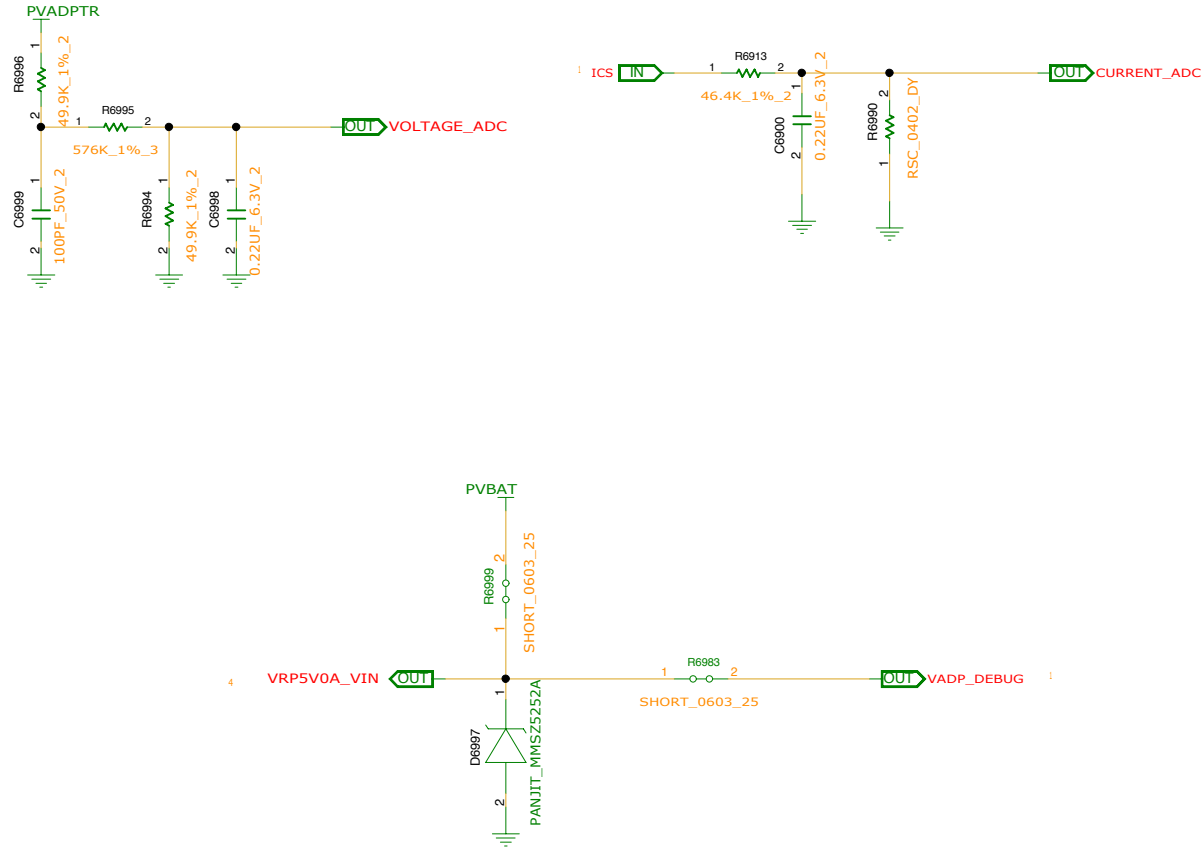 PVADPTR
1
R6996
49.9K_1%_2
2
R6995
1
2
576K_1%_3
OUT
VOLTAGE_ADC
1
C6999
100PF_50V_2
2
1
R6994
49.9K_1%_2
2
1
C6998
0.22UF_6.3V_2
2
1
ICS
IN
R6913
1
2
46.4K_1%_2
1
C6900
0.22UF_6.3V_2
2
2
R6990
RSC_0402_DY
1
OUT
CURRENT_ADC
PVBAT
2
R6999
SHORT_0603_25
1
4
VRP5V0A_VIN
OUT
R6983
1
2
SHORT_0603_25
OUT
VADP_DEBUG
1
1
D6997
PANJIT_MMSZ5252A
2